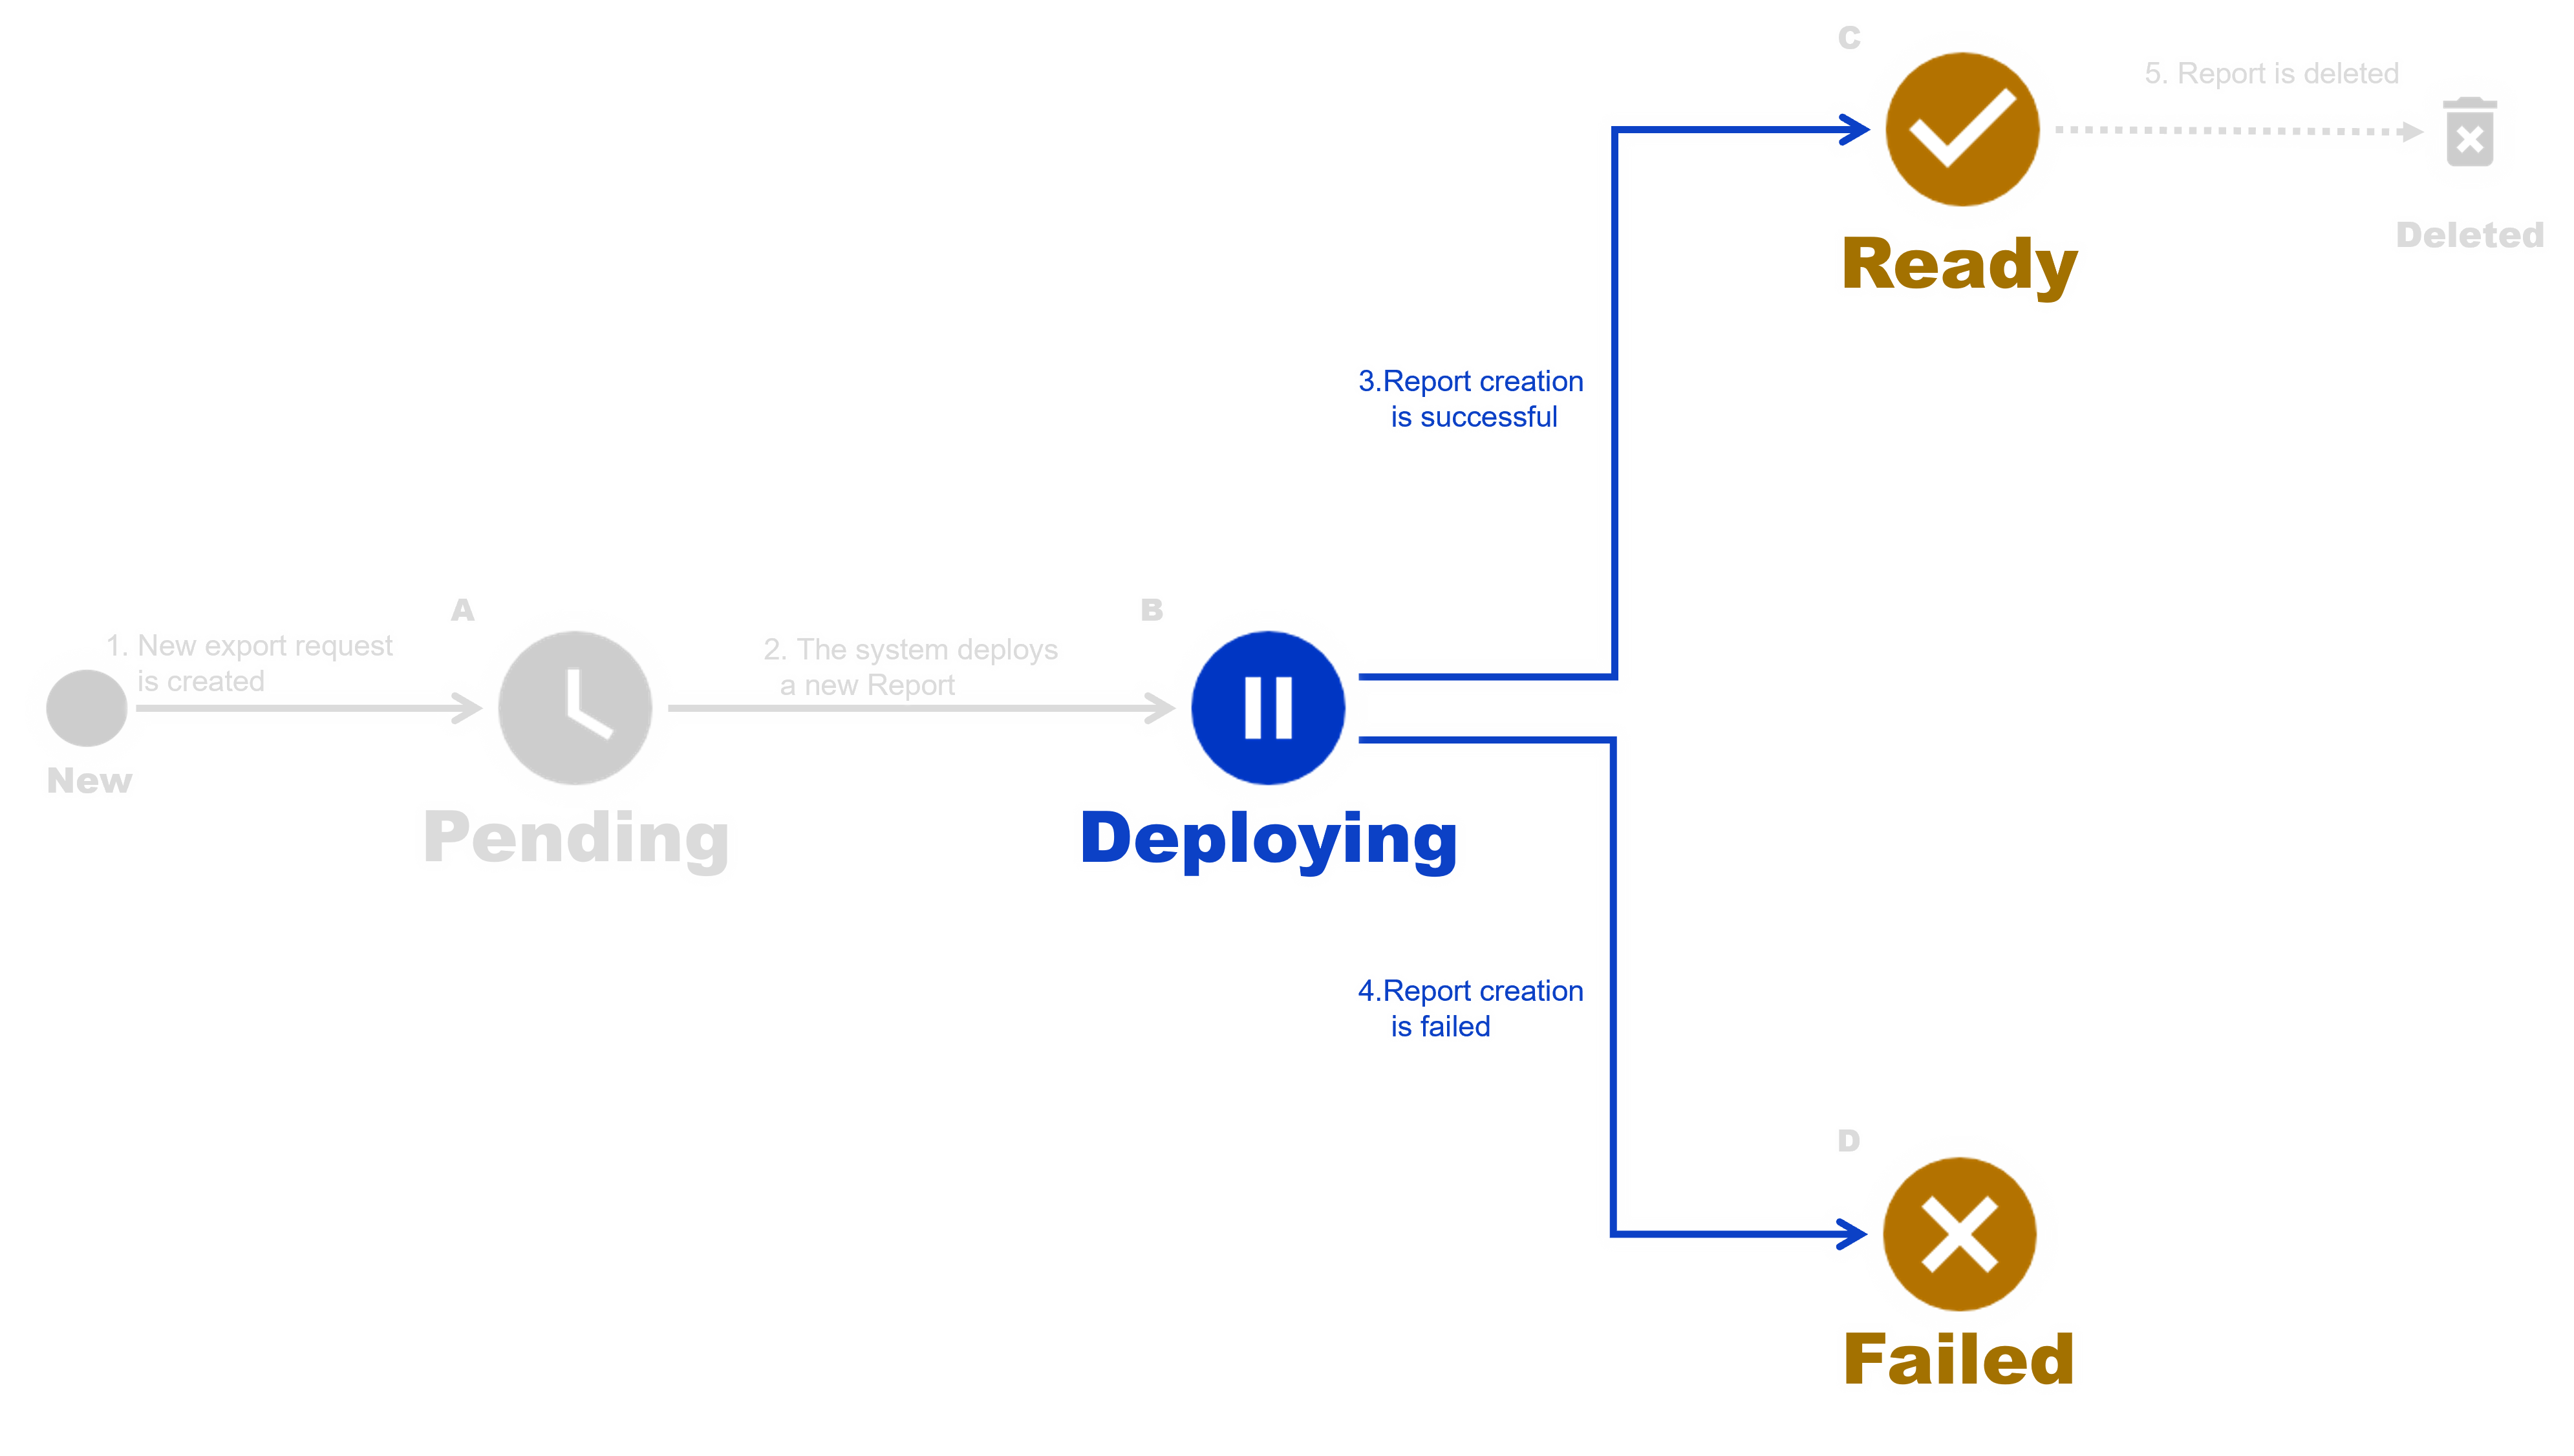 C
5. Report is deleted
Ready
Deleted
3.Report creation
is successful
A
B
1. New export request
is created
2. The system deploys
a new Report
New
Pending
Deploying
4.Report creation
is failed
D
Failed